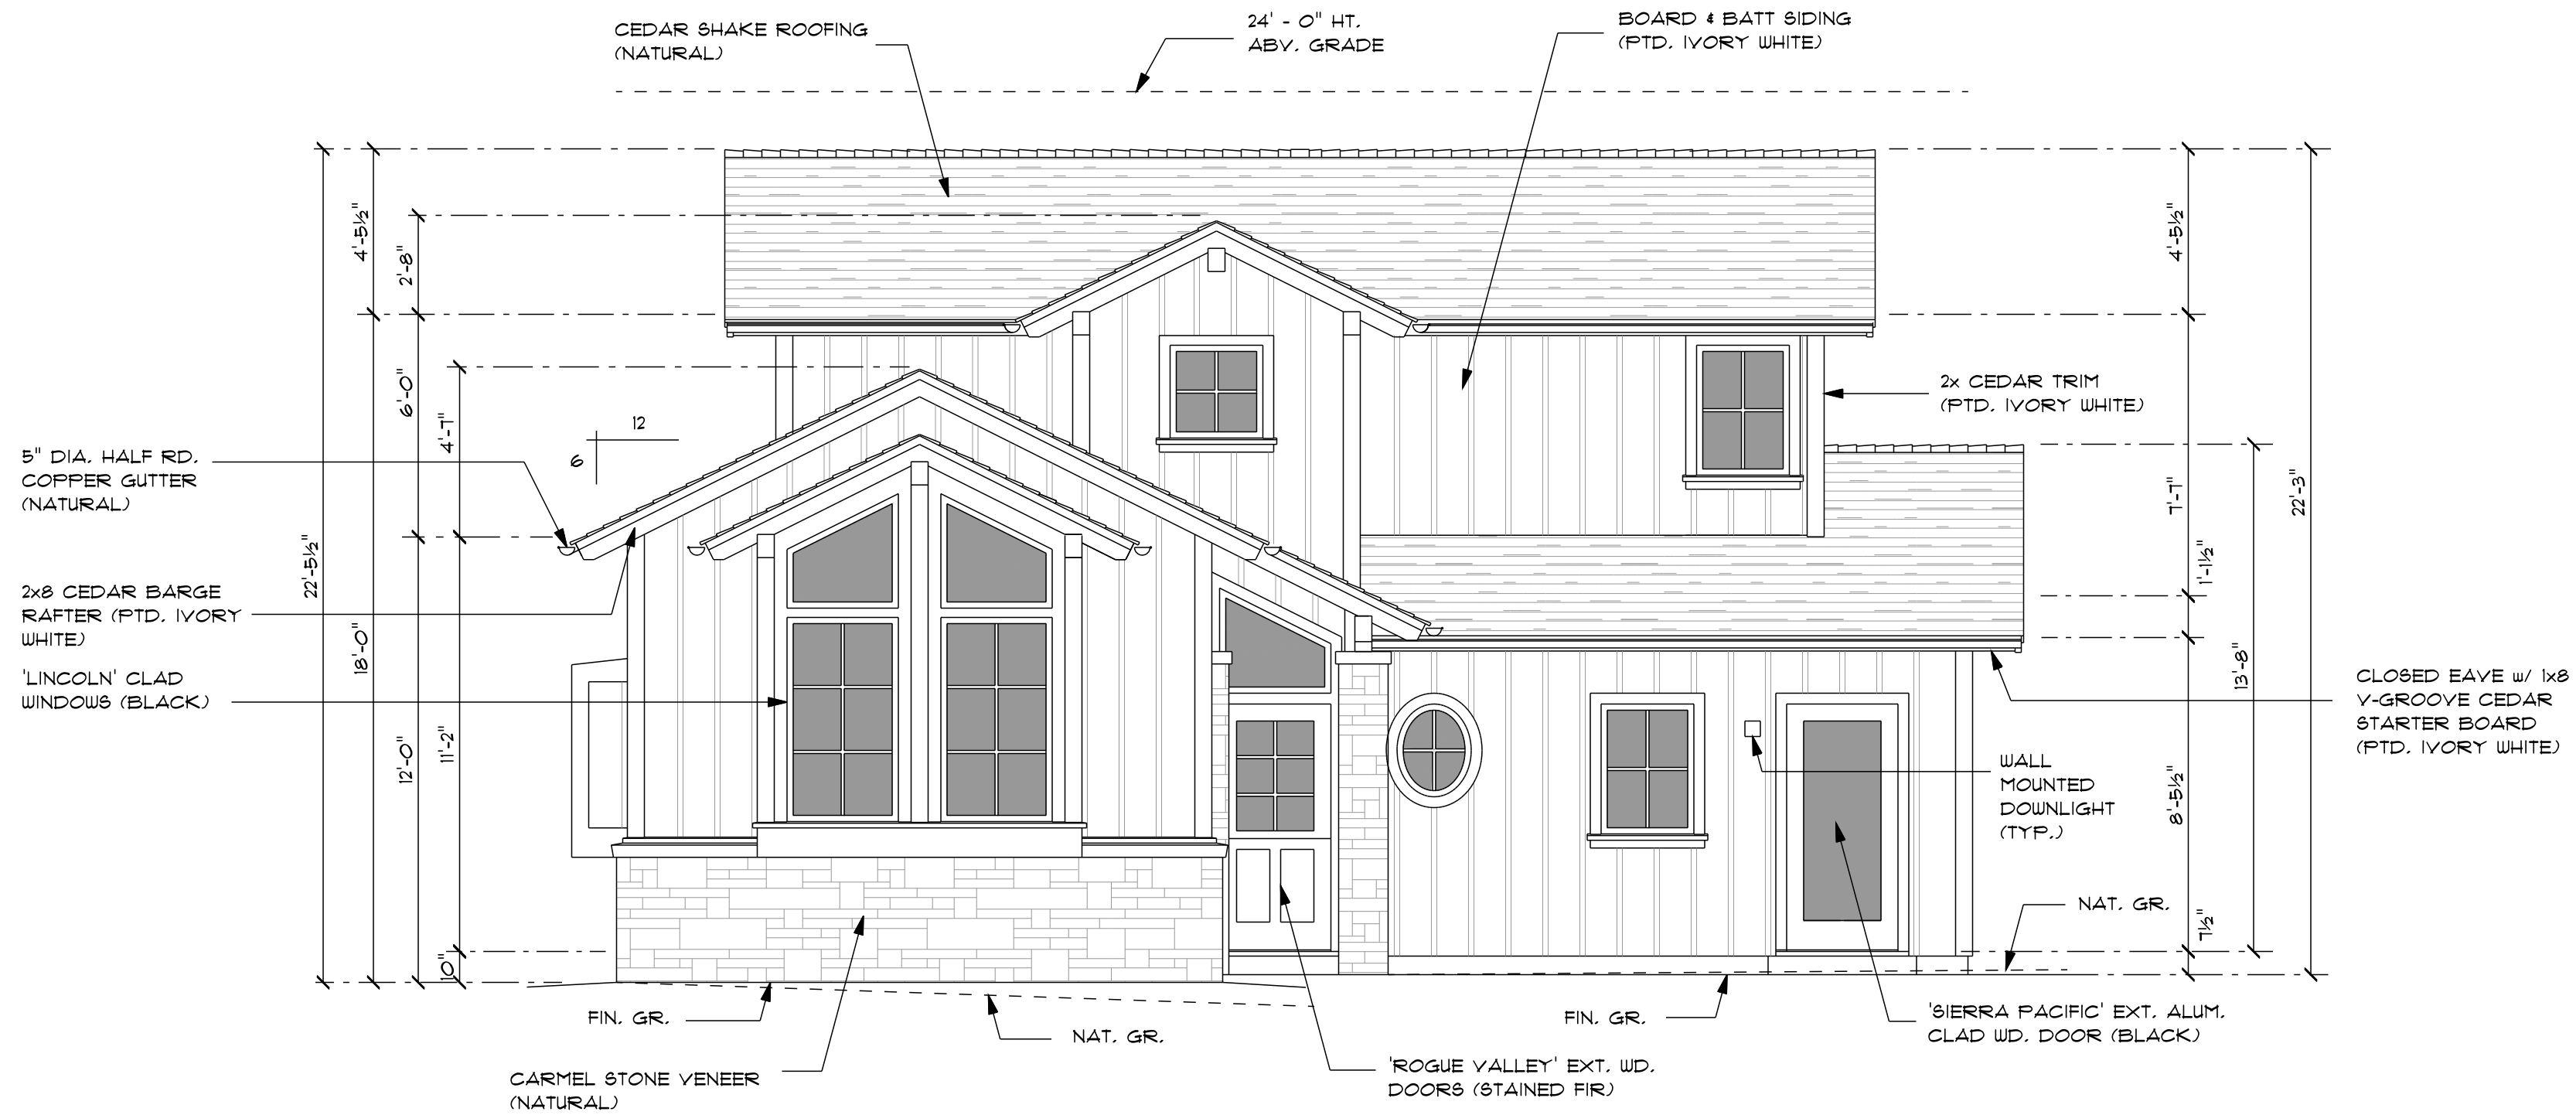 CEDAR SHAKE ROOFING
(NATURAL)
24' - 0" HT.
ABV. GRADE
BOARD & BATT SIDING
(PTD. IVORY WHITE)
4'-5½"
2'-8"
6'-0"
4'-7"
22'-5½"
18'-0"
12'-0"
11'-2"
10"
12
6
5" DIA. HALF RD.
COPPER GUTTER
(NATURAL)
2x8 CEDAR BARGE
RAFTER (PTD. IVORY
WHITE)
'LINCOLN' CLAD
WINDOWS (BLACK)
4'-5½"
2x CEDAR TRIM
(PTD. IVORY WHITE)
7'-7"
22'-3"
1'-1½"
13'-8"
8'-5½"
7½"
CLOSED EAVE w/ 1x8
V-GROOVE CEDAR
STARTER BOARD
(PTD. IVORY WHITE)
WALL
MOUNTED
DOWNLIGHT
(TYP.)
NAT. GR.
FIN. GR.
NAT. GR.
FIN. GR.
'SIERRA PACIFIC' EXT. ALUM.
CLAD WD. DOOR (BLACK)
'ROGUE VALLEY' EXT. WD.
DOORS (STAINED FIR)
CARMEL STONE VENEER
(NATURAL)